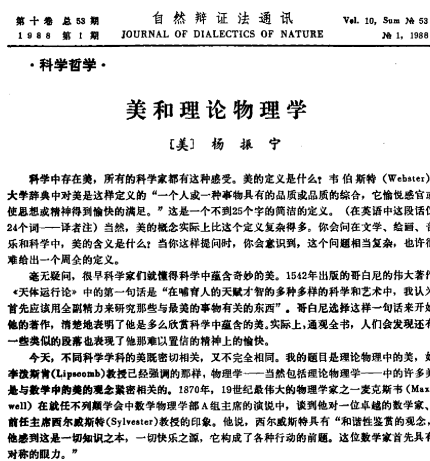 第十卷 总53期 自然辩证法通讯 Vol. 10, Sum № 53
1988 第1期 JOURNAL OF DIALECTICS OF NATURE № 1, 1988
·科学哲学·
美和理论物理学
〔美〕 杨振宁
科学中存在美，所有的科学家都有这种感受。美的定义是什么？韦伯斯特（Webster)
大学辞典中对美是这样定义的“一个人或一种事物具有的品质或品质的综合，它愉悦感官或
使思想或精神得到愉快的满足。”这是一个不到25个字的简洁的定义。（在英语中这段话仅
24个词——译者注）当然，美的概念实际上比这个定义复杂得多。你会问在文学、绘画、音
乐和科学中，美的含义是什么？当你这样提问时，你会意识到，这个问题相当复杂，也许很
难给出一个周全的定义。
毫无疑问，很早科学家们就懂得科学中蕴含奇妙的美。1542年出版的哥白尼的伟大著作
《天体运行论》中的第一句话是“在哺育人的天赋才智的多种多样的科学和艺术中，我认为
首先应该用全副精力来研究那些与最美的事物有关的东西”。哥白尼选择这样一句话来开始
他的著作，清楚地表明了他是多么欣赏科学中蕴含的美。实际上，通观全书，人们会发现还有
一些类似的段落也表现了他那难以置信的精神上的愉快。
今天，不同科学学科的美既密切相关，又不完全相同。我的题目是理论物理中的美，如
李泼斯昔(Lipscomb)教授已经强调的那样，物理学——当然包括理论物理学——中的许多美
是与数学中的美的观念紧密相关的。1870年，19世纪最伟大的物理学家之一麦克斯韦(Max
well）在就任不列颠学会中数学物理学部A组主席的演说中，谈到他对一位卓越的数学家、
前任主席西尔威斯特(Sylvester)教授的印象。他说，西尔威斯特具有“和谐性鉴赏的观念，
他感到这是一切知识之本，一切快乐之源，它构成了各种行动的前题。这位数学家首先具有
对称的眼力。”